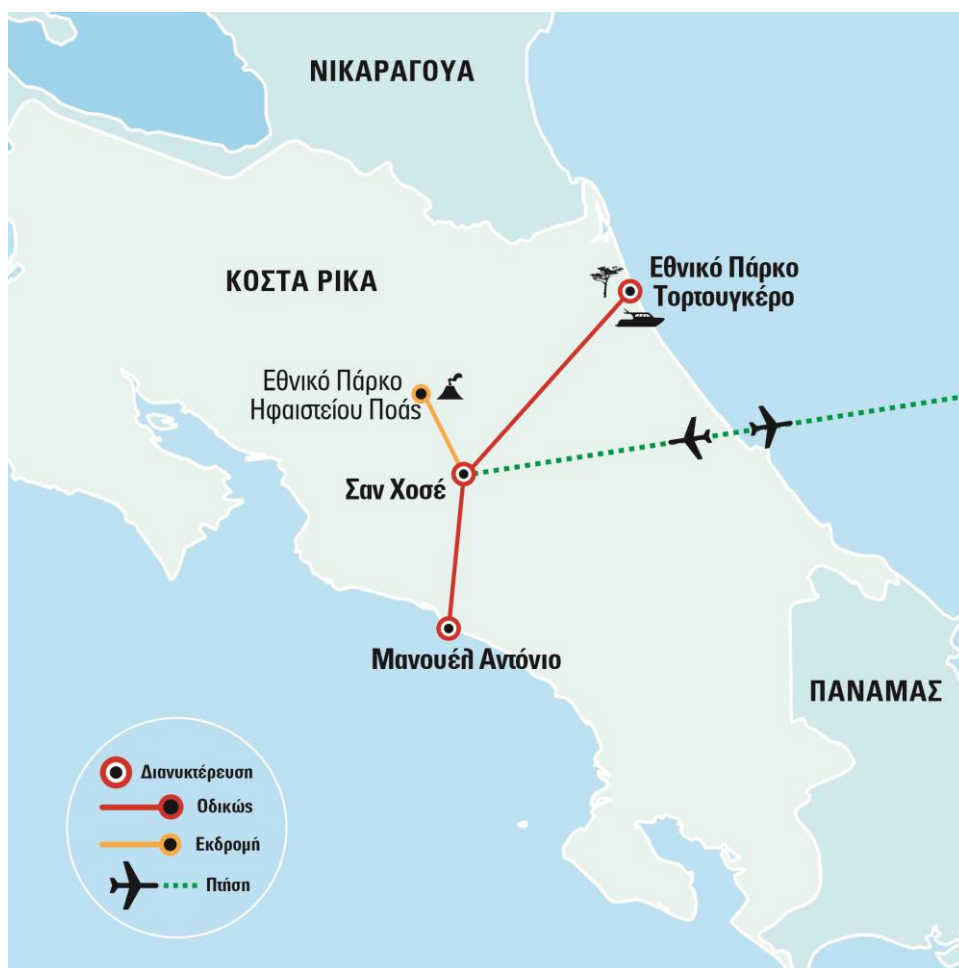 ΝΙΚΑΡΑΓΟΥΑ
ΚΟΣΤΑ ΡΙΚΑ
Εθνικό Πάρκο
Τορτουγκέρο
Εθνικό Πάρκο
Ηφαιστείου Ποάς
Σαν Χοσέ
Μανουέλ Αντόνιο
ΠΑΝΑΜΑΣ
Διανυκτέρευση
Οδικώς
Εκδρομή
Πτήση